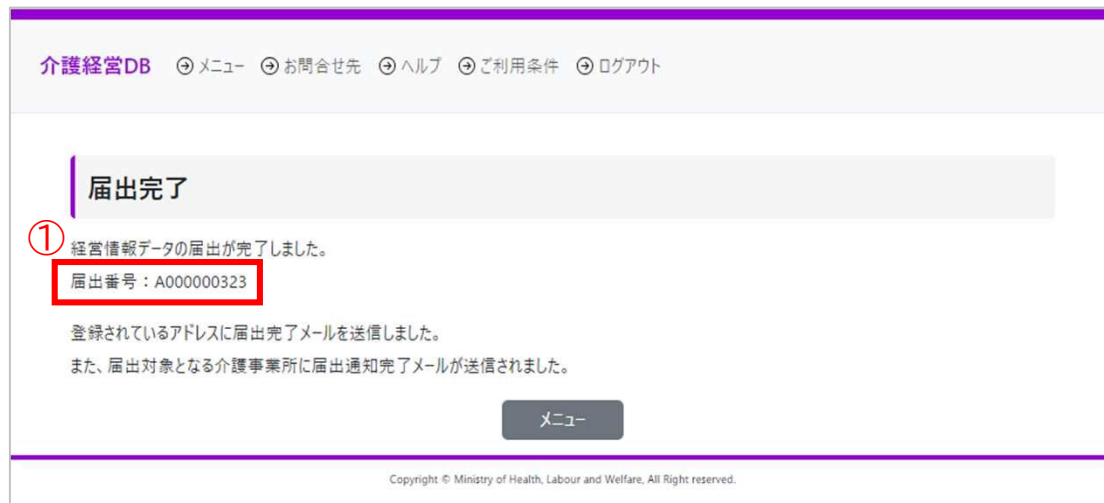 介護経営DB メニュー お問合せ先 ヘルプ ご利用条件 ログアウト
届出完了
①
経営情報データの届出が完了しました。
届出番号：A000000323
登録されているアドレスに届出完了メールを送信しました。
また、届出対象となる介護事業所に届出通知完了メールが送信されました。
メニュー
Copyright © Ministry of Health, Labour and Welfare, All Right reserved.